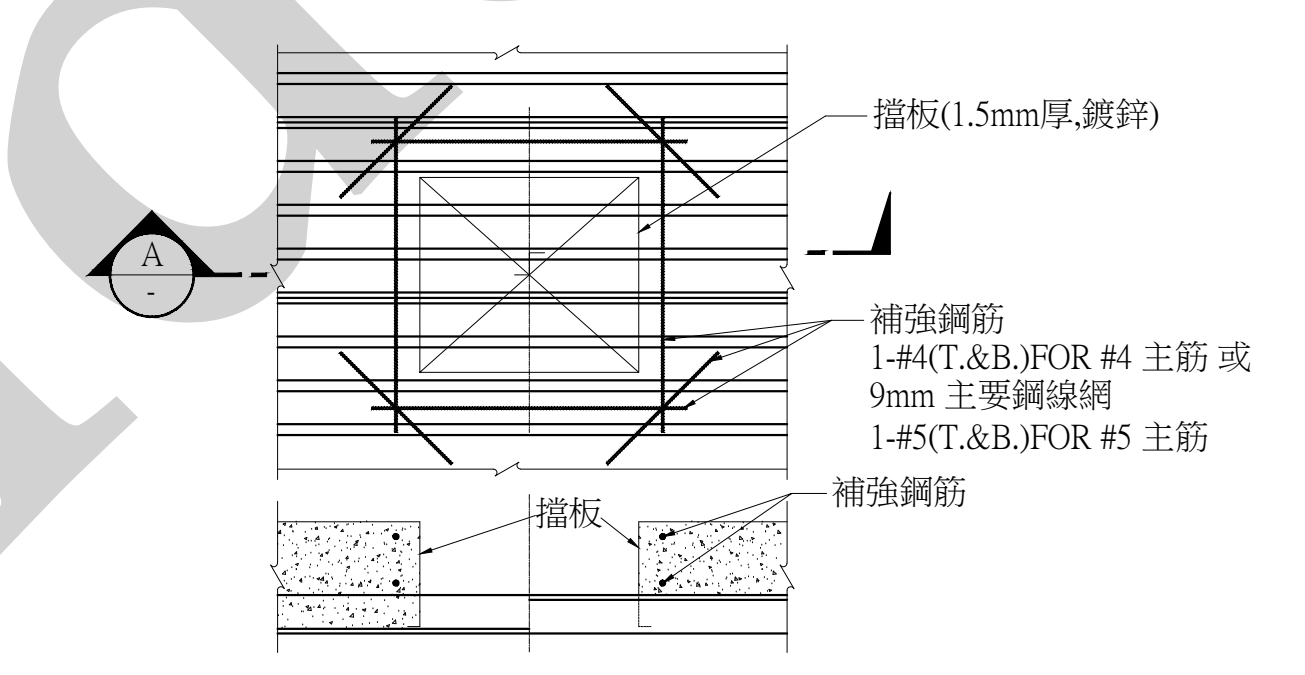 擋板(1.5mm厚,鍍鋅)
A
-
補強鋼筋
1-#4(T.&B.)FOR #4 主筋 或
9mm 主要鋼線網
1-#5(T.&B.)FOR #5 主筋
補強鋼筋
擋板